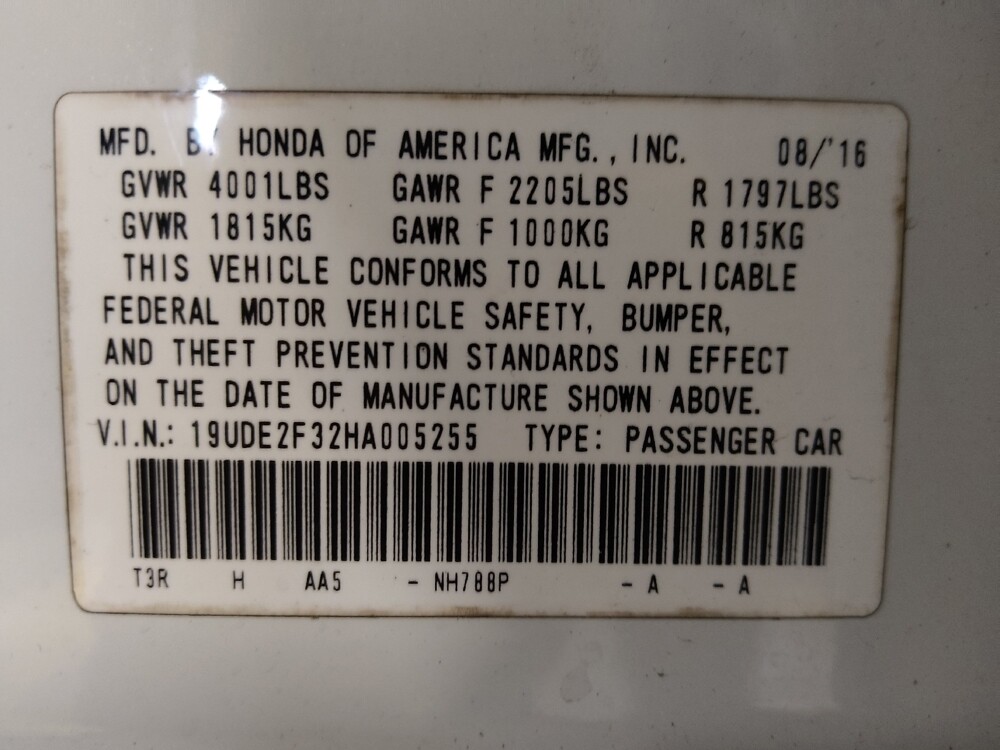 MFD. BY HONDA OF AMERICA MFG., INC. 08/'16
GVWR 4001LBS GAWR F 2205LBS R 1797LBS
GVWR 1815KG GAWR F 1000KG R 815KG
THIS VEHICLE CONFORMS TO ALL APPLICABLE
FEDERAL MOTOR VEHICLE SAFETY, BUMPER,
AND THEFT PREVENTION STANDARDS IN EFFECT
ON THE DATE OF MANUFACTURE SHOWN ABOVE.
V.I.N.: 19UDE2F32HA005255 TYPE: PASSENGER CAR
T3R H AA5 - NH788P - A - A